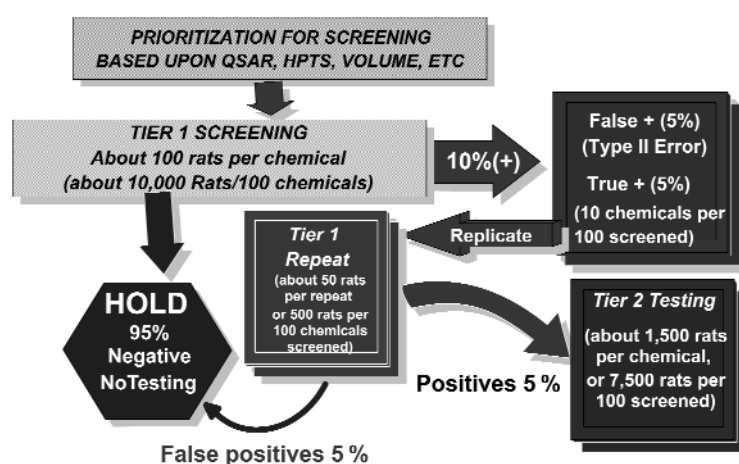 PRIORITIZATION FOR SCREENING
BASED UPON QSAR, HPTS, VOLUME, ETC
TIER 1 SCREENING
About 100 rats per chemical
(about 10,000 Rats/100 chemicals)
10%(+)
False + (5%)
(Type II Error)
True + (5%)
(10 chemicals per
100 screened)
Replicate
Tier 1
Repeat
(about 50 rats
per repeat
or 500 rats per
100 chemicals
screened)
HOLD
95%
Negative
NoTesting
Tier 2 Testing
(about 1,500 rats
per chemical,
or 7,500 rats per
100 screened)
Positives 5 %
False positives 5 %